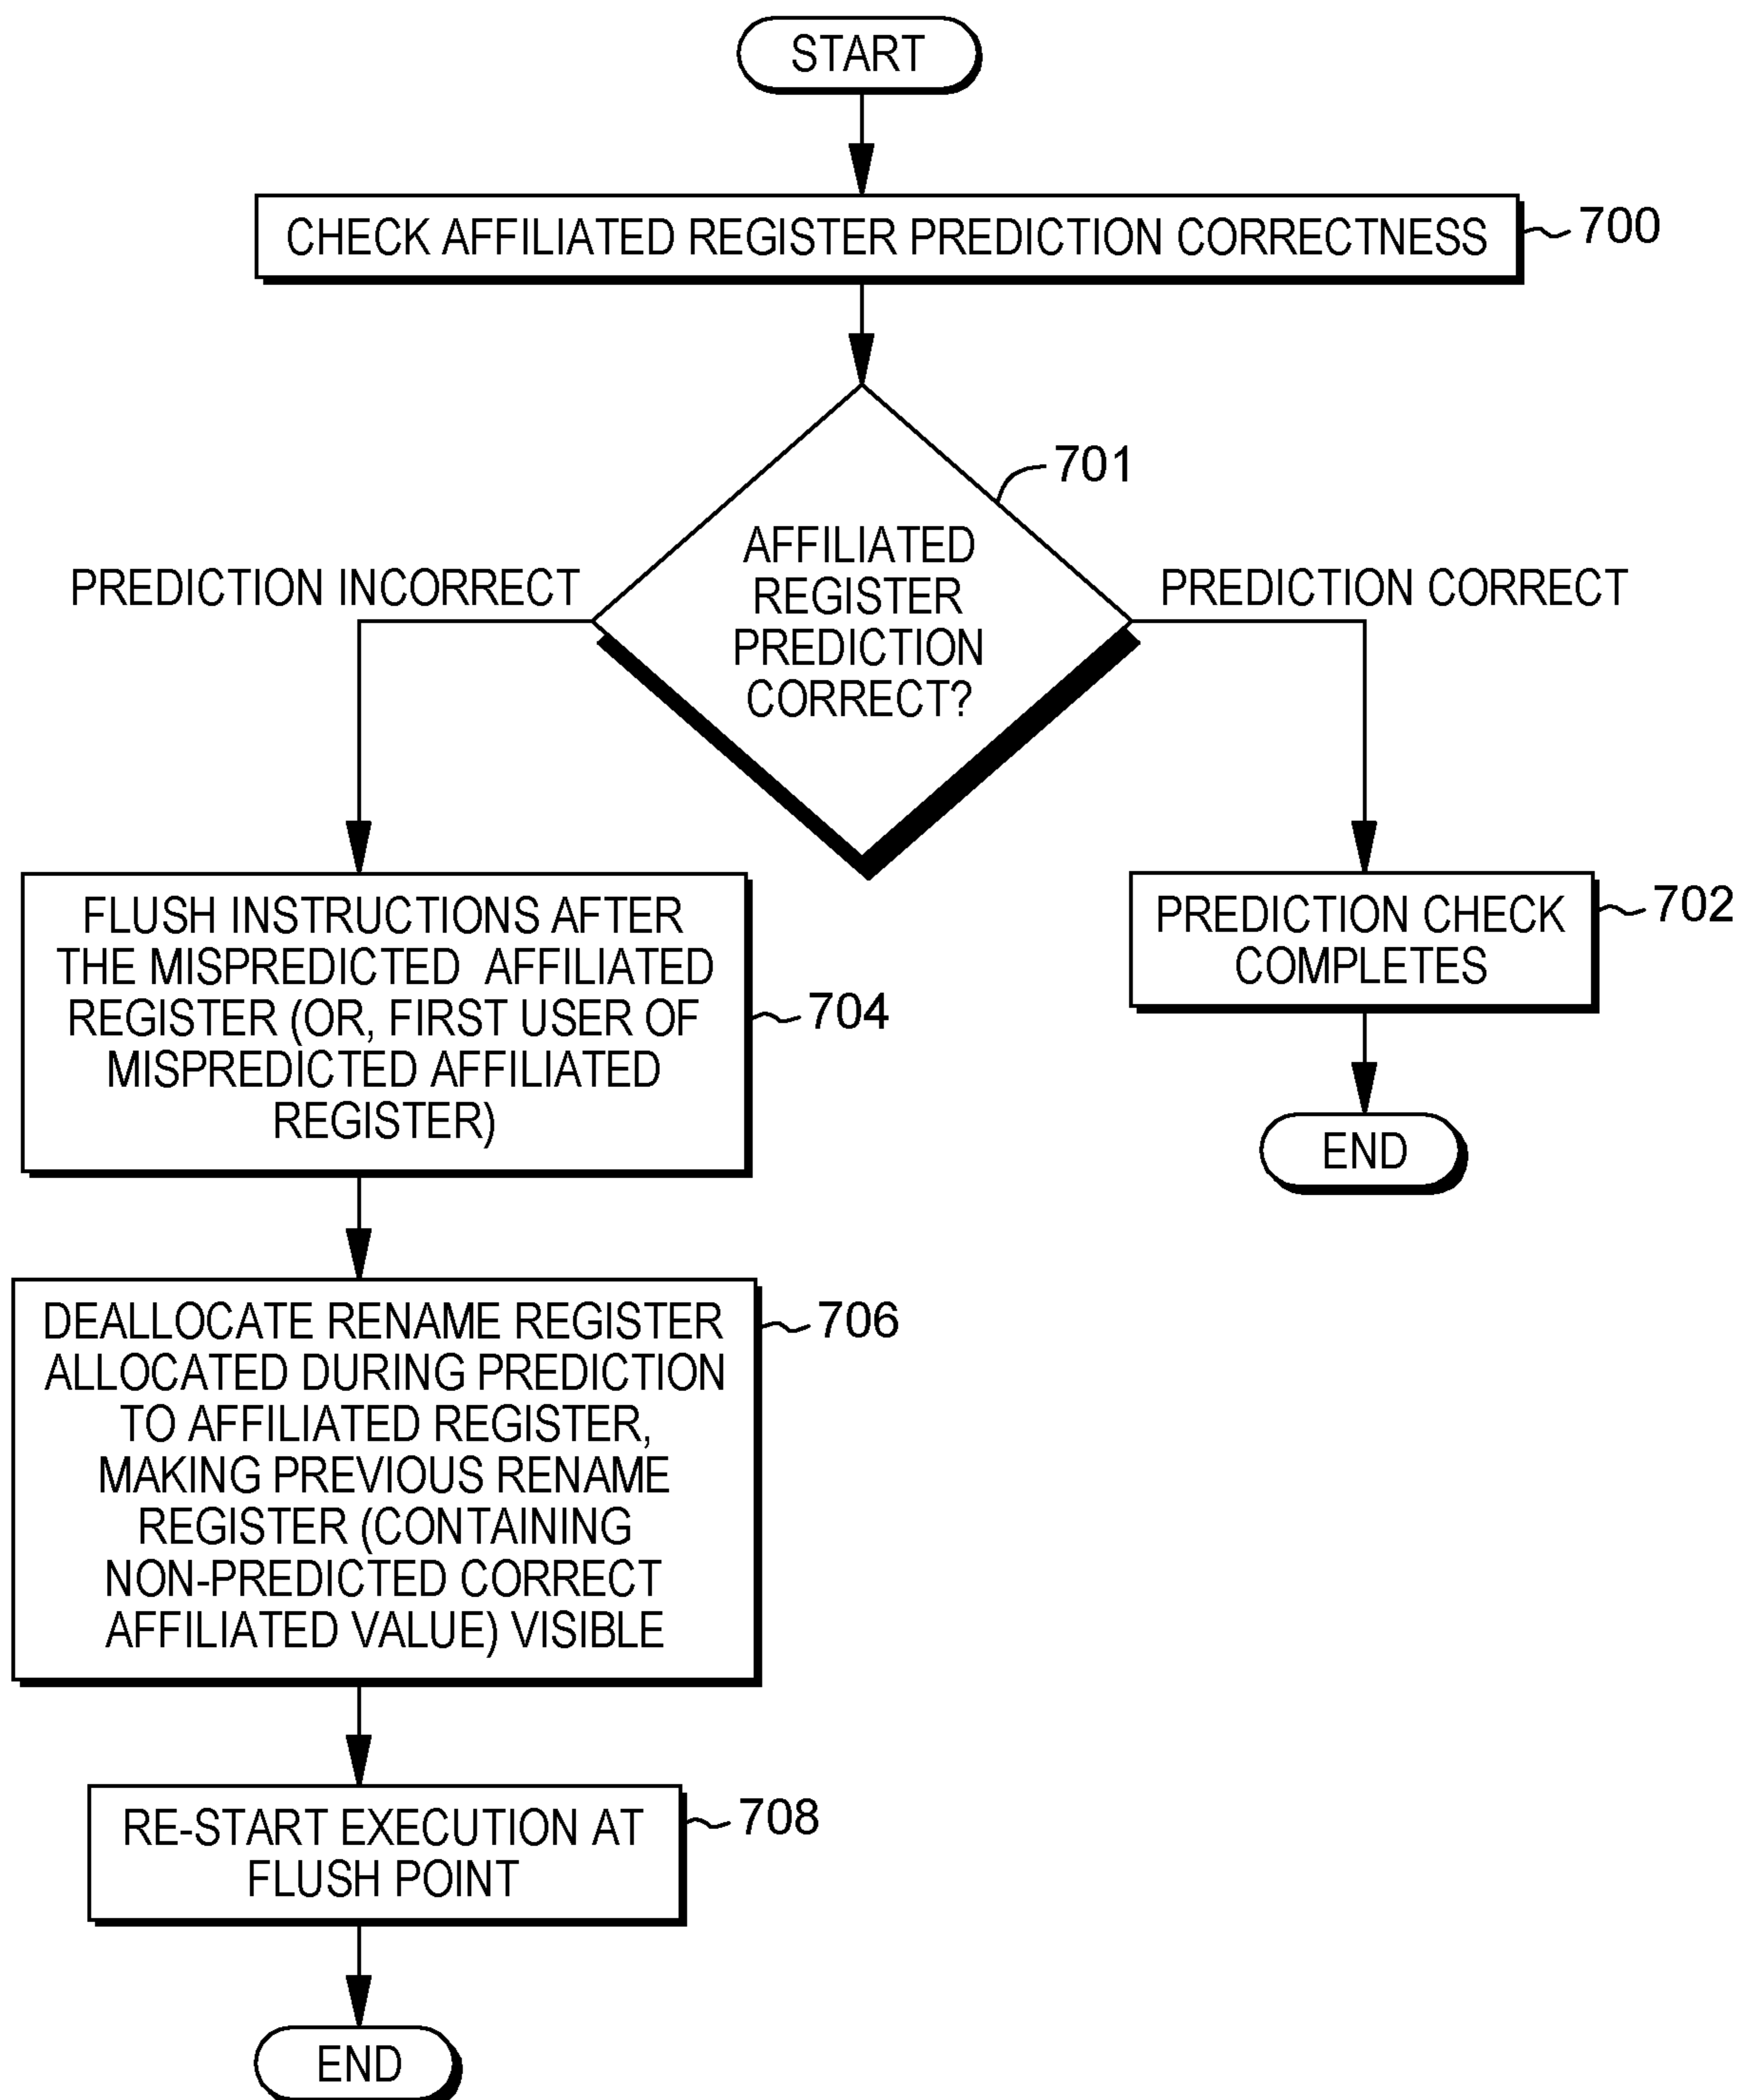 START
CHECK AFFILIATED REGISTER PREDICTION CORRECTNESS
700
701
AFFILIATED
REGISTER
PREDICTION
CORRECT?
PREDICTION INCORRECT
PREDICTION CORRECT
FLUSH INSTRUCTIONS AFTER
THE MISPREDICTED AFFILIATED
REGISTER (OR, FIRST USER OF
MISPREDICTED AFFILIATED
REGISTER)
704
PREDICTION CHECK
COMPLETES
702
END
DEALLOCATE RENAME REGISTER
ALLOCATED DURING PREDICTION
TO AFFILIATED REGISTER,
MAKING PREVIOUS RENAME
REGISTER (CONTAINING
NON-PREDICTED CORRECT
AFFILIATED VALUE) VISIBLE
706
RE-START EXECUTION AT
FLUSH POINT
708
END